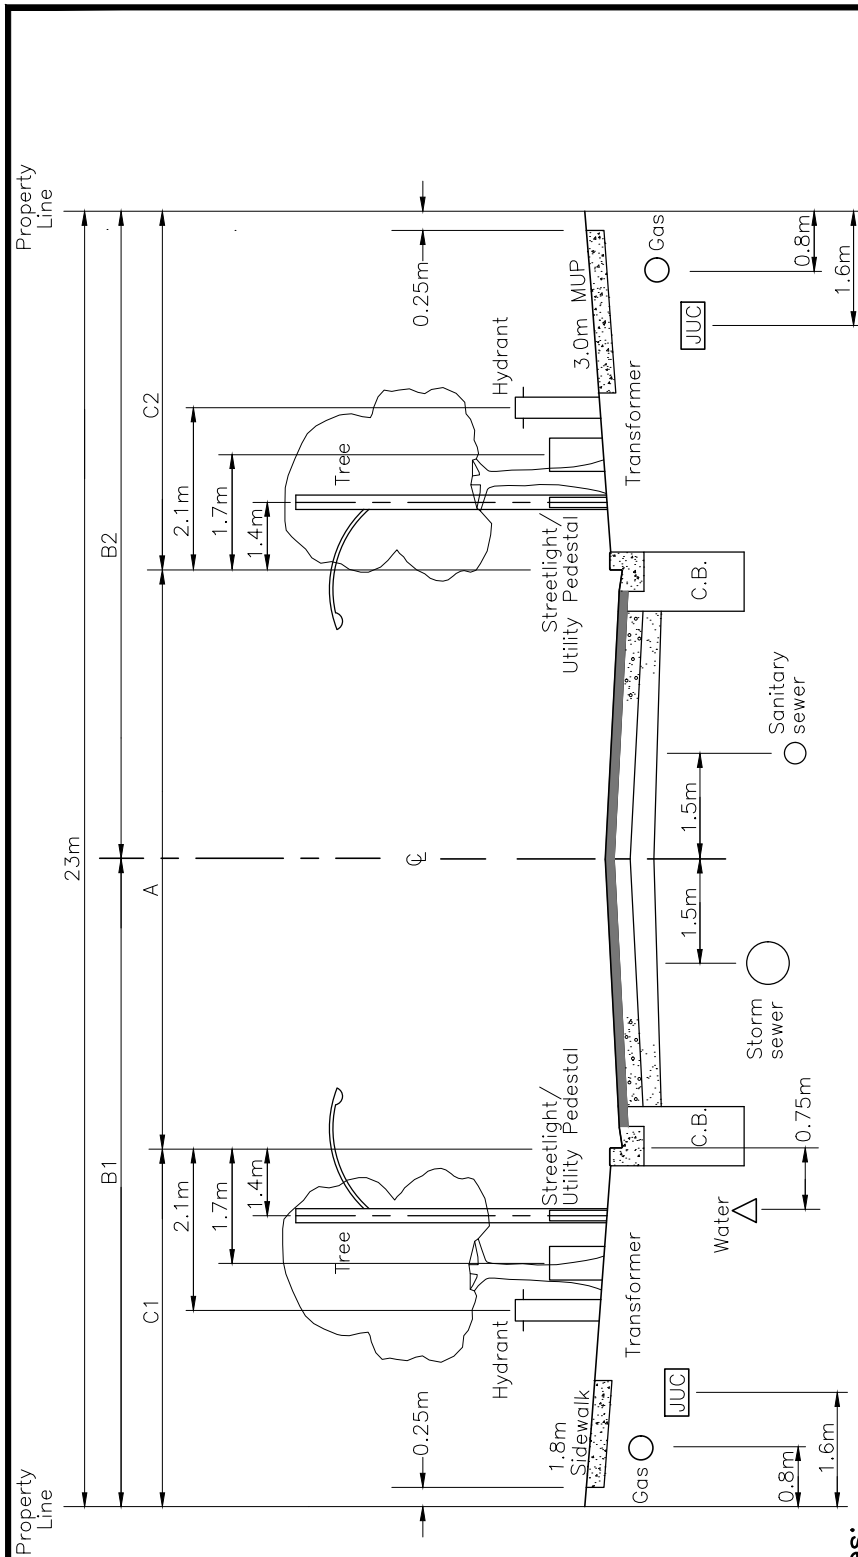 Property
Line
Property
Line
23m
B1
B2
C1
A
C2
2.1m
1.7m
1.4m
2.1m
1.7m
1.4m
Tree
Tree
0.25m
0.25m
℄
Hydrant
Hydrant
Streetlight/
Utility Pedestal
Streetlight/
Utility Pedestal
1.8m
Sidewalk
3.0m MUP
Transformer
Transformer
Gas
JUC
C.B.
C.B.
JUC
Gas
Water
Storm
sewer
1.5m
1.5m
Sanitary
sewer
0.8m
1.6m
0.75m
0.8m
1.6m
es: